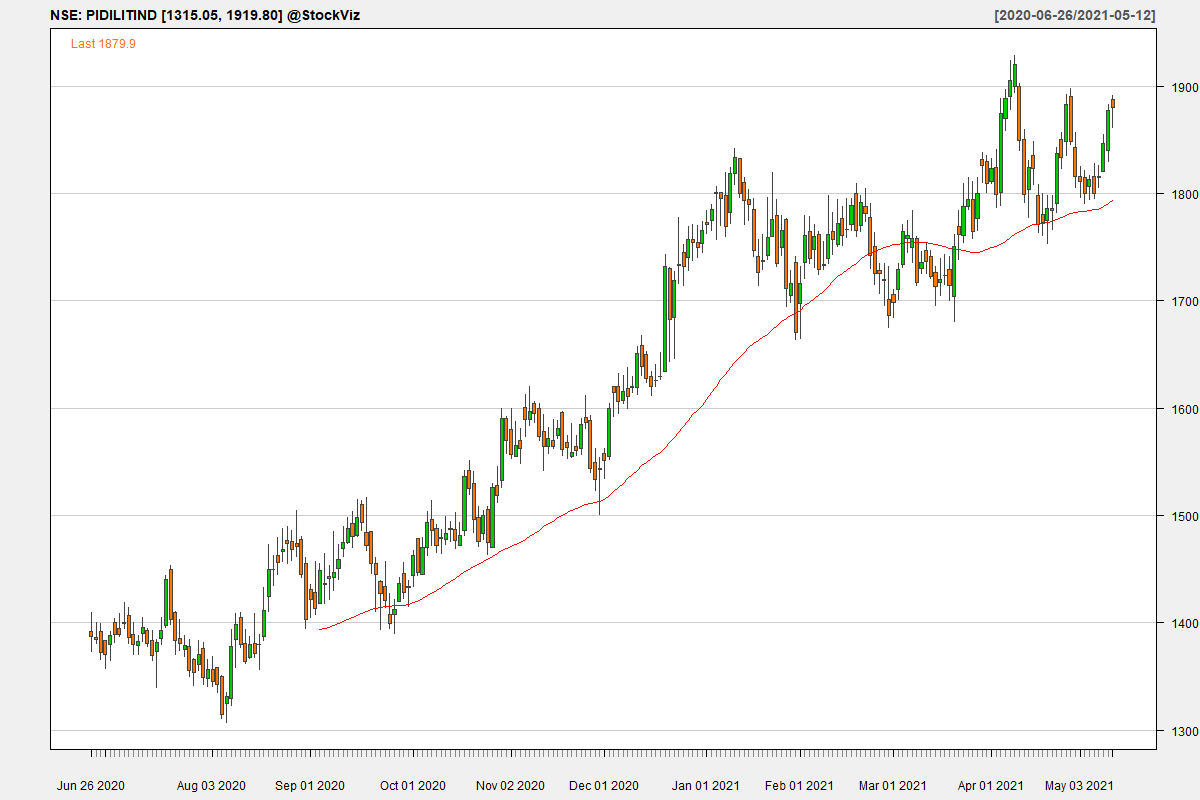 NSE: PIDILITIND [1315.05, 1919.80] @StockViz [2020-06-26/2021-05-12]
Last 1879.9
1900
1800
1700
1600
1500
1400
1300
Jun 26 2020 Aug 03 2020 Sep 01 2020 Oct 01 2020 Nov 02 2020 Dec 01 2020 Jan 01 2021 Feb 01 2021 Mar 01 2021 Apr 01 2021 May 03 2021